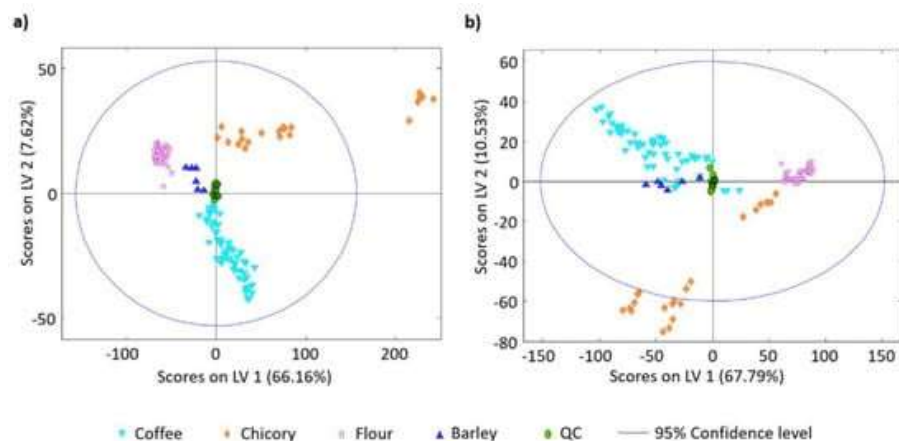 a)
b)
Scores on LV 2 (7.62%)
50
0
-50
-100
0
100
200
Scores on LV 1 (66.16%)
Scores on LV 2 (10.53%)
60
40
20
0
-20
-40
-60
-80
-150
-100
-50
0
50
100
150
Scores on LV 1 (67.79%)
Coffee
Chicory
Flour
Barley
QC
95% Confidence level